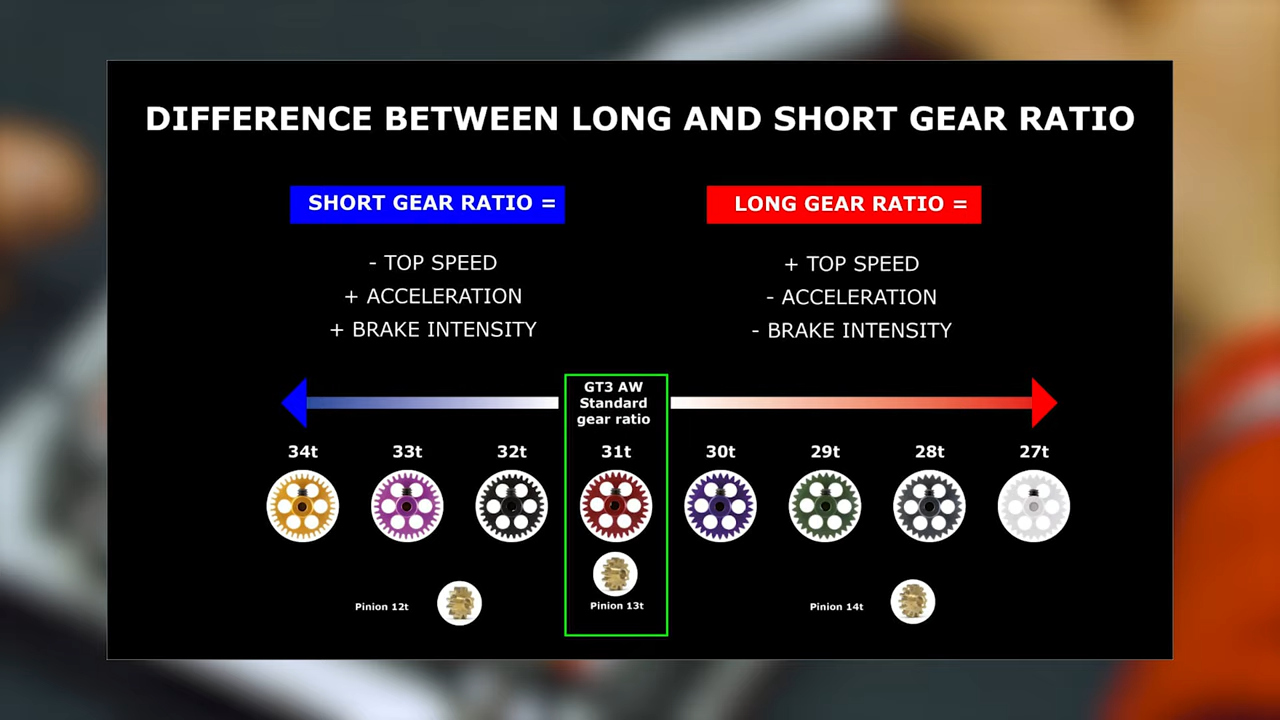 DIFFERENCE BETWEEN LONG AND SHORT GEAR RATIO
SHORT GEAR RATIO =
- TOP SPEED
+ ACCELERATION
+ BRAKE INTENSITY
LONG GEAR RATIO =
+ TOP SPEED
- ACCELERATION
- BRAKE INTENSITY
GT3 AW
Standard
gear ratio
34t 33t 32t 31t 30t 29t 28t 27t
Pinion 12t Pinion 13t Pinion 14t